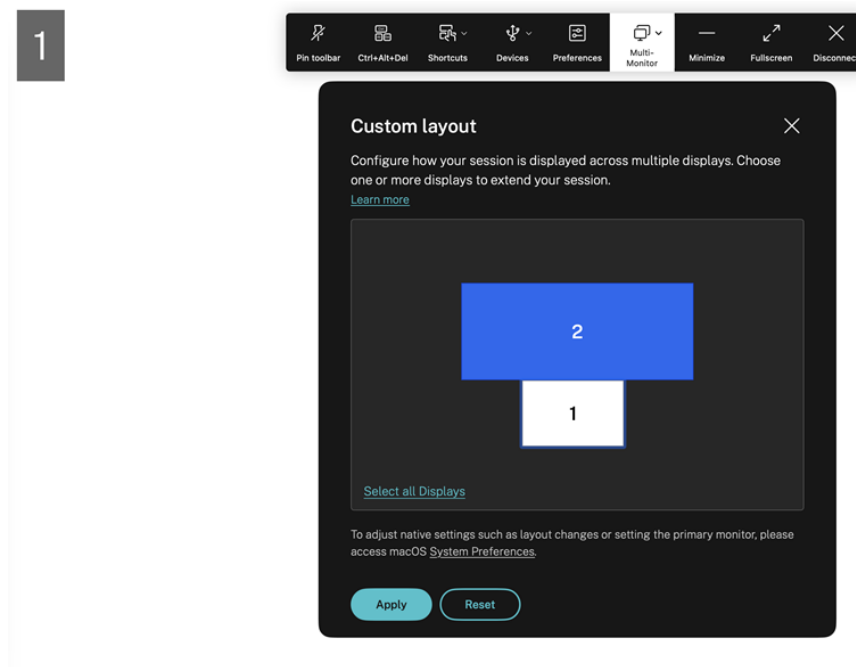 1
Pin toolbar
Ctrl+Alt+Del
Shortcuts
Devices
Preferences
Multi-
Monitor
Minimize
Fullscreen
Disconnec
Custom layout
Configure how your session is displayed across multiple displays. Choose
one or more displays to extend your session.
Learn more
2
1
Select all Displays
To adjust native settings such as layout changes or setting the primary monitor, please
access macOS System Preferences.
Apply
Reset